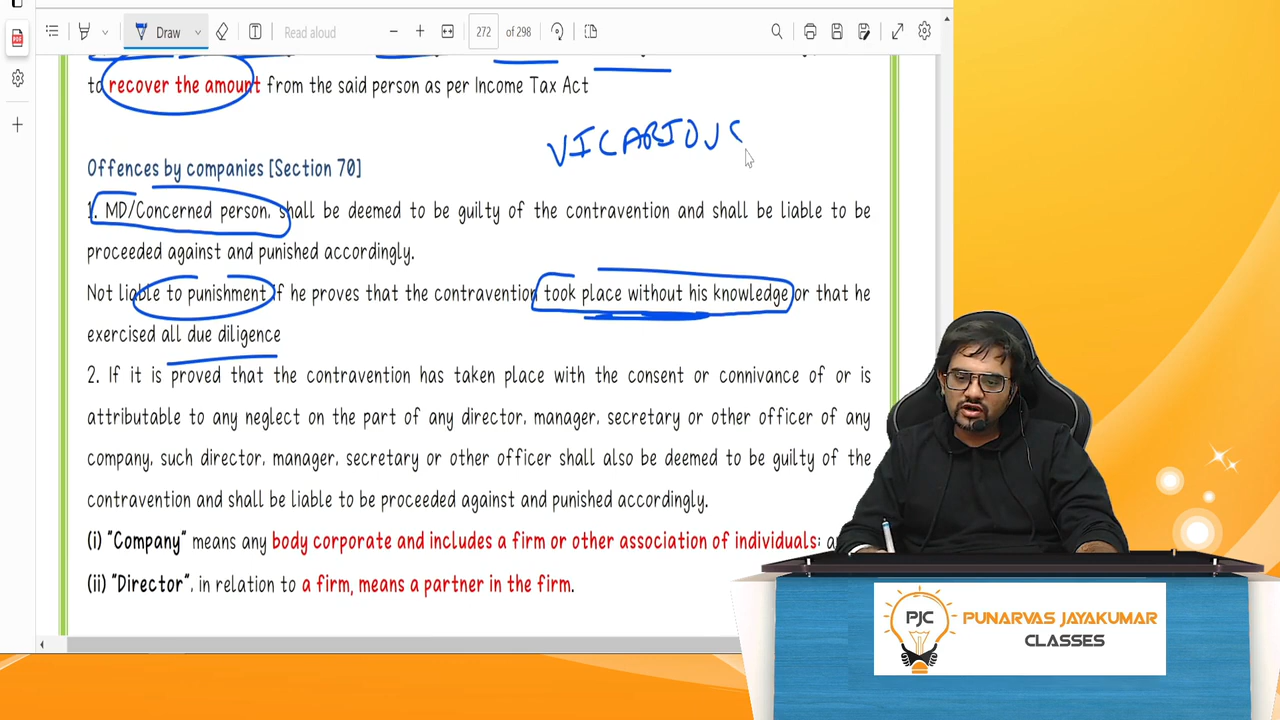 Draw
Read aloud
272 of 298
to recover the amount from the said person as per Income Tax Act
VICARIOUS
Offences by companies [Section 70]
1. MD/Concerned person, shall be deemed to be guilty of the contravention and shall be liable to be
proceeded against and punished accordingly.
Not liable to punishment if he proves that the contravention took place without his knowledge or that he
exercised all due diligence
2. If it is proved that the contravention has taken place with the consent or connivance of or is
attributable to any neglect on the part of any director, manager, secretary or other officer of any
company, such director, manager, secretary or other officer shall also be deemed to be guilty of the
contravention and shall be liable to be proceeded against and punished accordingly.
(i) "Company" means any body corporate and includes a firm or other association of individuals;
(ii) "Director", in relation to a firm, means a partner in the firm.
PJC
PUNARVAS JAYAKUMAR
CLASSES